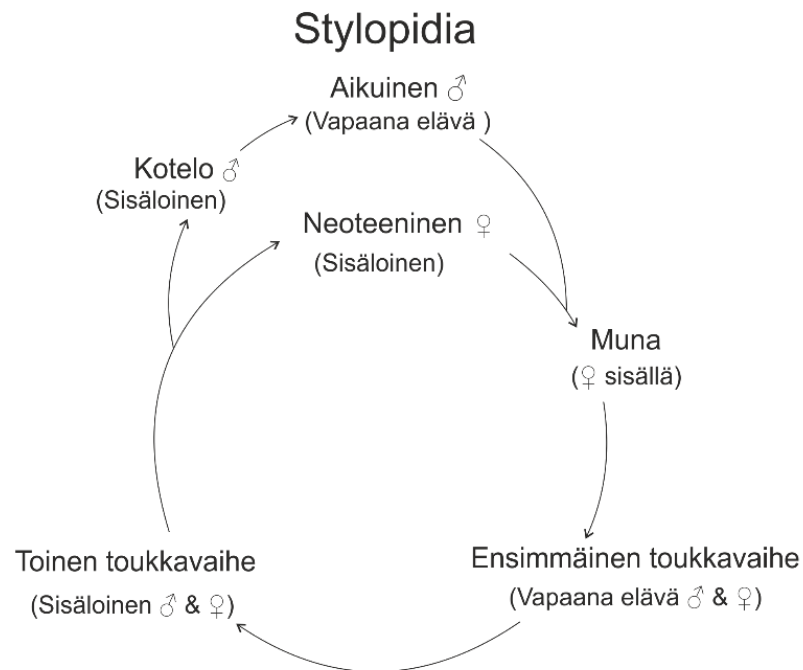 Stylopidia
Aikuinen ♂
(Vapaana elävä )
Kotelo ♂
(Sisäloinen)
Neoteeninen ♀
(Sisäloinen)
Muna
(♀ sisällä)
Ensimmäinen toukkavaihe
(Vapaana elävä ♂ & ♀)
Toinen toukkavaihe
(Sisäloinen ♂ & ♀)